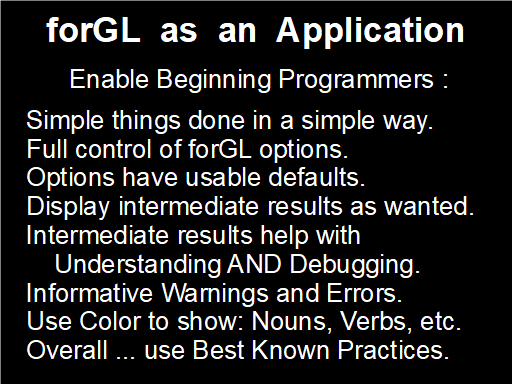 forGL as an Application
Enable Beginning Programmers :
Simple things done in a simple way.
Full control of forGL options.
Options have usable defaults.
Display intermediate results as wanted.
Intermediate results help with
Understanding AND Debugging.
Informative Warnings and Errors.
Use Color to show: Nouns, Verbs, etc.
Overall ... use Best Known Practices.